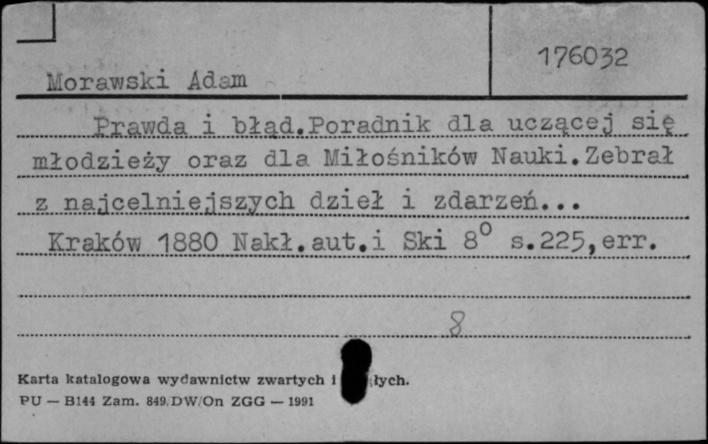 176032
Morawski Adam
Prawda i błąd.Poradnik dla uczącej się
młodzieży oraz dla Miłośników Nauki.Zebrał
z najcelniejszych dzieł i zdarzeń...
Kraków 1880 Nakł.aut.i Ski 8° s.225,err.
8
Karta katalogowa wydawnictw zwartych i
PU — B144 Zam. 849/DW/On ZGG — 1991